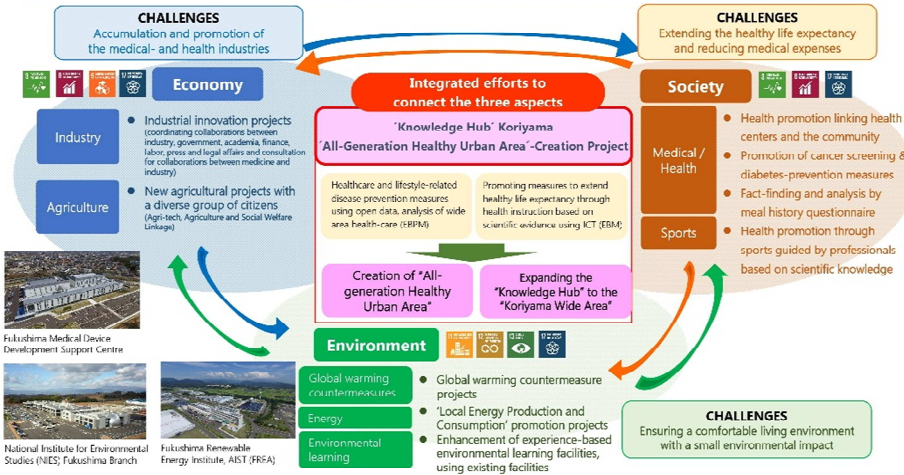 CHALLENGES
Accumulation and promotion of
the medical- and health industries
CHALLENGES
Extending the healthy life expectancy
and reducing medical expenses
Economy
Integrated efforts to
connect the three aspects
Society
Industry
Industrial innovation projects
(coordinating collaborations between
industry, government, academia, finance,
labor, press and legal affairs and consultation
for collaborations between medicine and
industry)
Agriculture
New agricultural projects with
a diverse group of citizens
(Agri-tech, Agriculture and Social Welfare
Linkage)
´Knowledge Hub´ Koriyama
´All-Generation Healthy Urban Area´-Creation Project
Healthcare and lifestyle-related
disease prevention measures
using open data, analysis of wide
area health-care (EBPM)
Promoting measures to extend
healthy life expectancy through
health instruction based on
scientific evidence using ICT (EBM)
Creation of "All-
generation Healthy
Urban Area"
Expanding the
"Knowledge Hub" to the
"Koriyama Wide Area"
Medical /
Health
Health promotion linking health
centers and the community
Promotion of cancer screening &
diabetes-prevention measures
Fact-finding and analysis by
meal history questionnaire
Sports
Health promotion through
sports guided by professionals
based on scientific knowledge
Fukushima Medical Device
Development Support Centre
National Institute for Environmental
Studies (NIES) Fukushima Branch
Fukushima Renewable
Energy Institute, AIST (FREA)
Environment
Global warming
countermeasures
Global warming countermeasure
projects
Energy
'Local Energy Production and
Consumption' promotion projects
Environmental
learning
Enhancement of experience-based
environmental learning facilities,
using existing facilities
CHALLENGES
Ensuring a comfortable living environment
with a small environmental impact